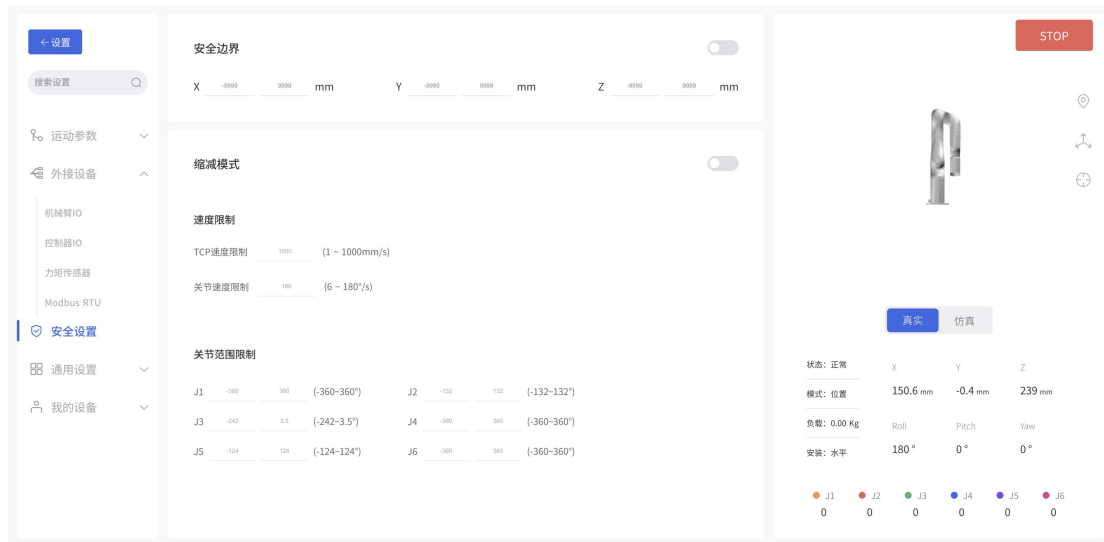 ←设置
搜索设置
运动参数
外接设备
机械臂IO
控制器IO
力矩传感器
Modbus RTU
安全设置
通用设置
我的设备
安全边界
X -9999 9999 mm Y -9999 9999 mm Z -9999 9999 mm
缩减模式
速度限制
TCP速度限制 1000 (1 ~ 1000mm/s)
关节速度限制 180 (6 ~ 180°/s)
关节范围限制
J1 -360 360 (-360~360°) J2 -132 132 (-132~132°)
J3 -242 3.5 (-242~3.5°) J4 -360 360 (-360~360°)
J5 -124 124 (-124~124°) J6 -360 360 (-360~360°)
STOP
真实 仿真
状态: 正常
模式: 位置
负载: 0.00 Kg
安装: 水平
X Y Z
150.6 mm -0.4 mm 239 mm
Roll Pitch Yaw
180 ° 0 ° 0 °
J1 J2 J3 J4 J5 J6
0 0 0 0 0 0